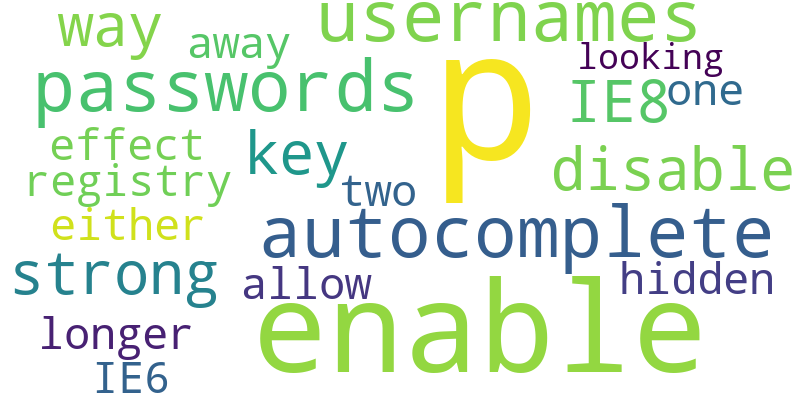 way
away
usernames
looking
passwords
p
IE8
one
effect
key
disable
registry
two
either
autocomplete
strong
allow
hidden
enable
longer
IE6